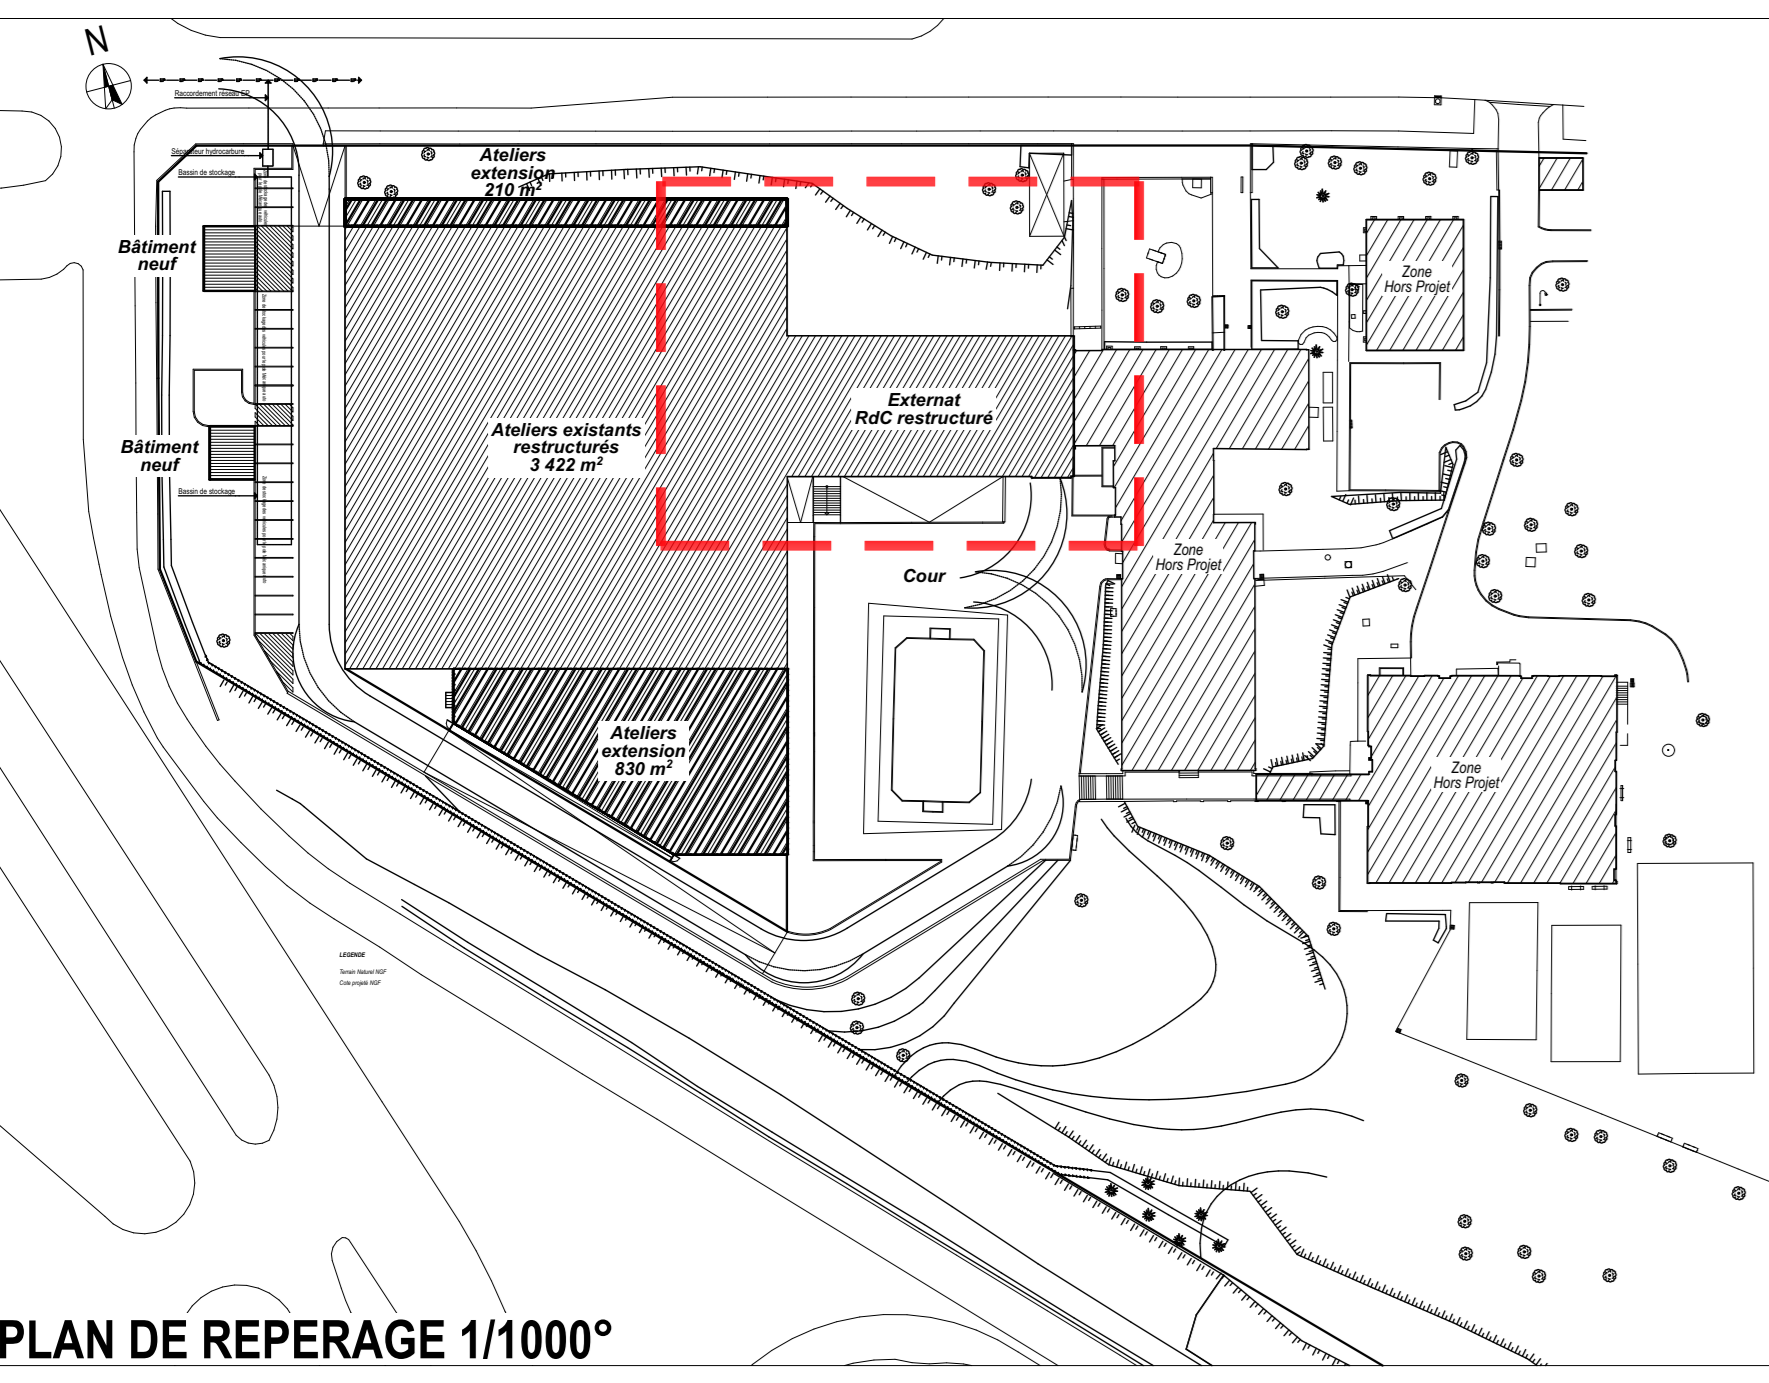 N
Raccordement réseau EP
Séparateur hydrocarbure
Bassin de stockage
Ateliers
extension
210 m²
Bâtiment
neuf
Zone
Hors Projet
Externat
RdC restructuré
Ateliers existants
restructurés
3 422 m²
Bâtiment
neuf
Bassin de stockage
Zone
Hors Projet
Cour
Ateliers
extension
830 m²
Zone
Hors Projet
LEGENDE
Terrain Naturel NGF
Cote projeté NGF
PLAN DE REPERAGE 1/1000°